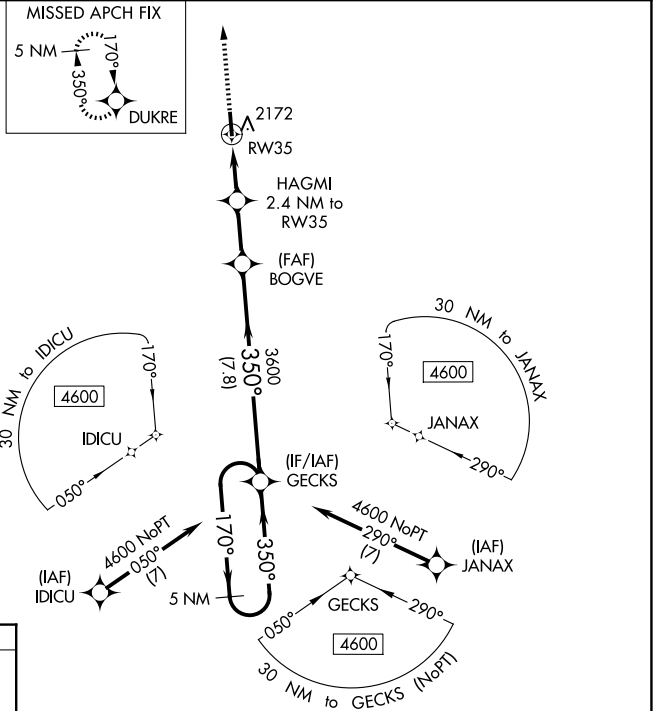 MISSED APCH FIX
5 NM
170°
350°
DUKRE
2172
RW35
HAGMI
2.4 NM to
RW35
(FAF)
BOGVE
3600
350°
(7.8)
30 NM to IDICU
170°
4600
IDICU
050°
30 NM to JANAX
170°
4600
JANAX
290°
(IF/IAF)
GECKS
170°
350°
5 NM
4600 NoPT
050°
(7)
(IAF)
IDICU
4600 NoPT
290°
(7)
(IAF)
JANAX
GECKS
050°
290°
4600
30 NM to GECKS (NoPT)